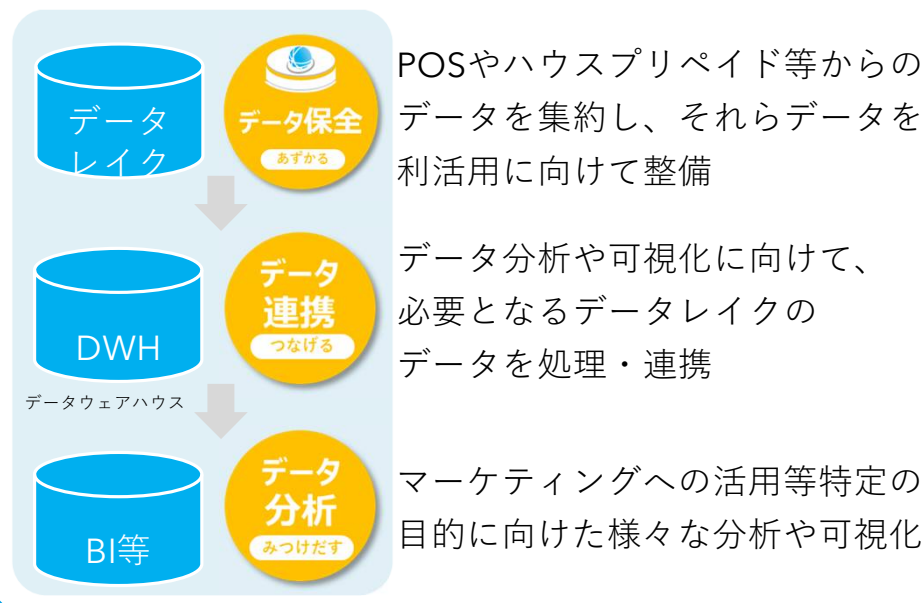 データ
レイク
データ保全
あずかる
POSやハウスプリペイド等からの
データを集約し、それらデータを
利活用に向けて整備
DWH
データウェアハウス
データ
連携
つなげる
データ分析や可視化に向けて、
必要となるデータレイクの
データを処理・連携
BI等
データ
分析
みつけだす
マーケティングへの活用等特定の
目的に向けた様々な分析や可視化